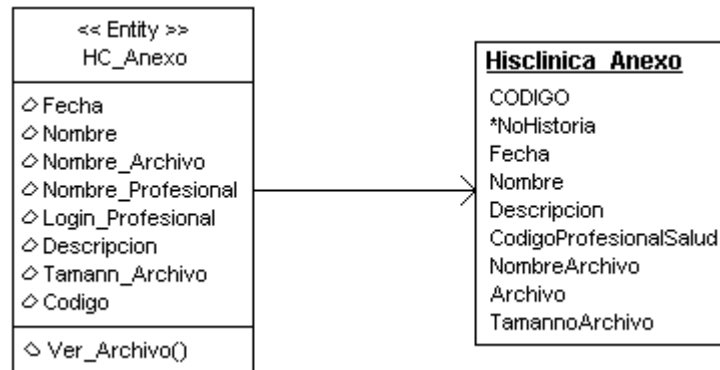 << Entity >>
HC_Anexo
Fecha
Nombre
Nombre_Archivo
Nombre_Profesional
Login_Profesional
Descripcion
Tamann_Archivo
Codigo
Ver_Archivo()
Hisclinica_Anexo
CODIGO
*NoHistoria
Fecha
Nombre
Descripcion
CodigoProfesionalSalud
NombreArchivo
Archivo
TamannoArchivo